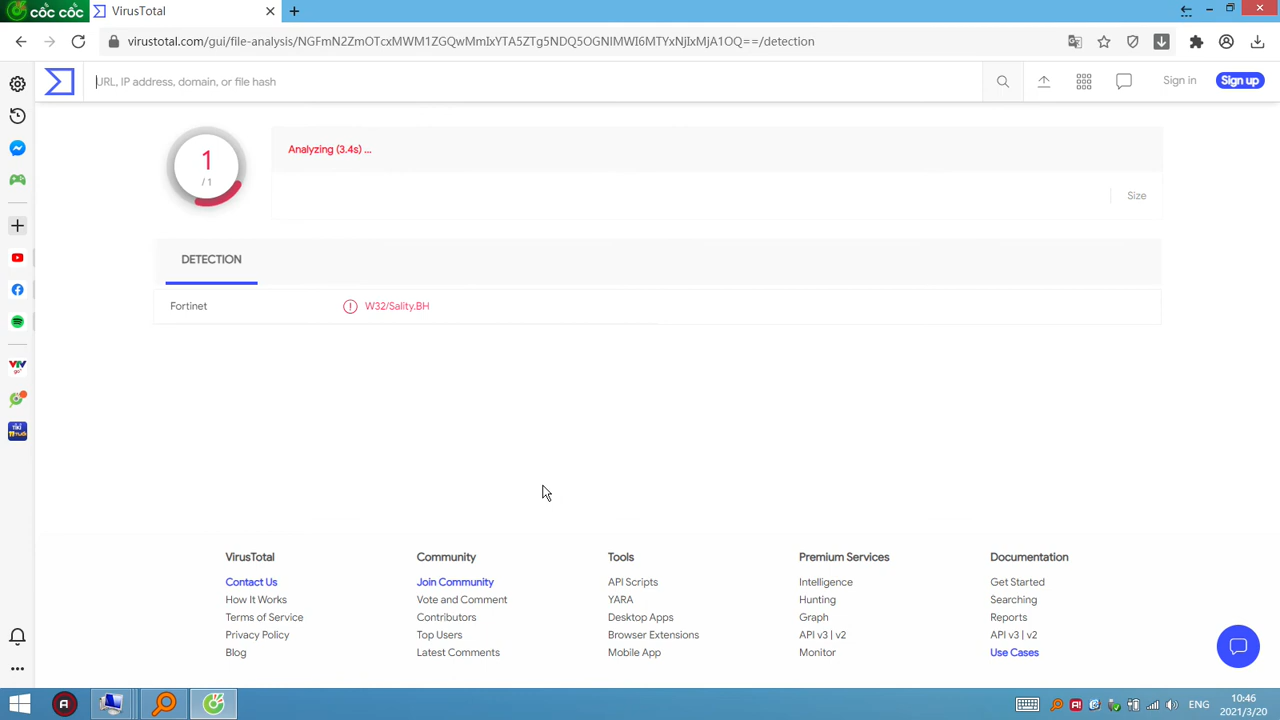 cốc cốc
VirusTotal
virustotal.com/gui/file-analysis/NGFmN2ZmOTcxMWM1ZGQwMmIxYTA5ZTg5NDQ5OGNlMWI6MTYxNjIxMjA1OQ==/detection
URL, IP address, domain, or file hash
Sign in
Sign up
1
/ 1
Analyzing (3.4s) ...
Size
DETECTION
Fortinet
W32/Sality.BH
VirusTotal
Contact Us
How It Works
Terms of Service
Privacy Policy
Blog
Community
Join Community
Vote and Comment
Contributors
Top Users
Latest Comments
Tools
API Scripts
YARA
Desktop Apps
Browser Extensions
Mobile App
Premium Services
Intelligence
Hunting
Graph
API v3 | v2
Monitor
Documentation
Get Started
Searching
Reports
API v3 | v2
Use Cases
VTV
go
TIKI
ENG
10:46
2021/3/20